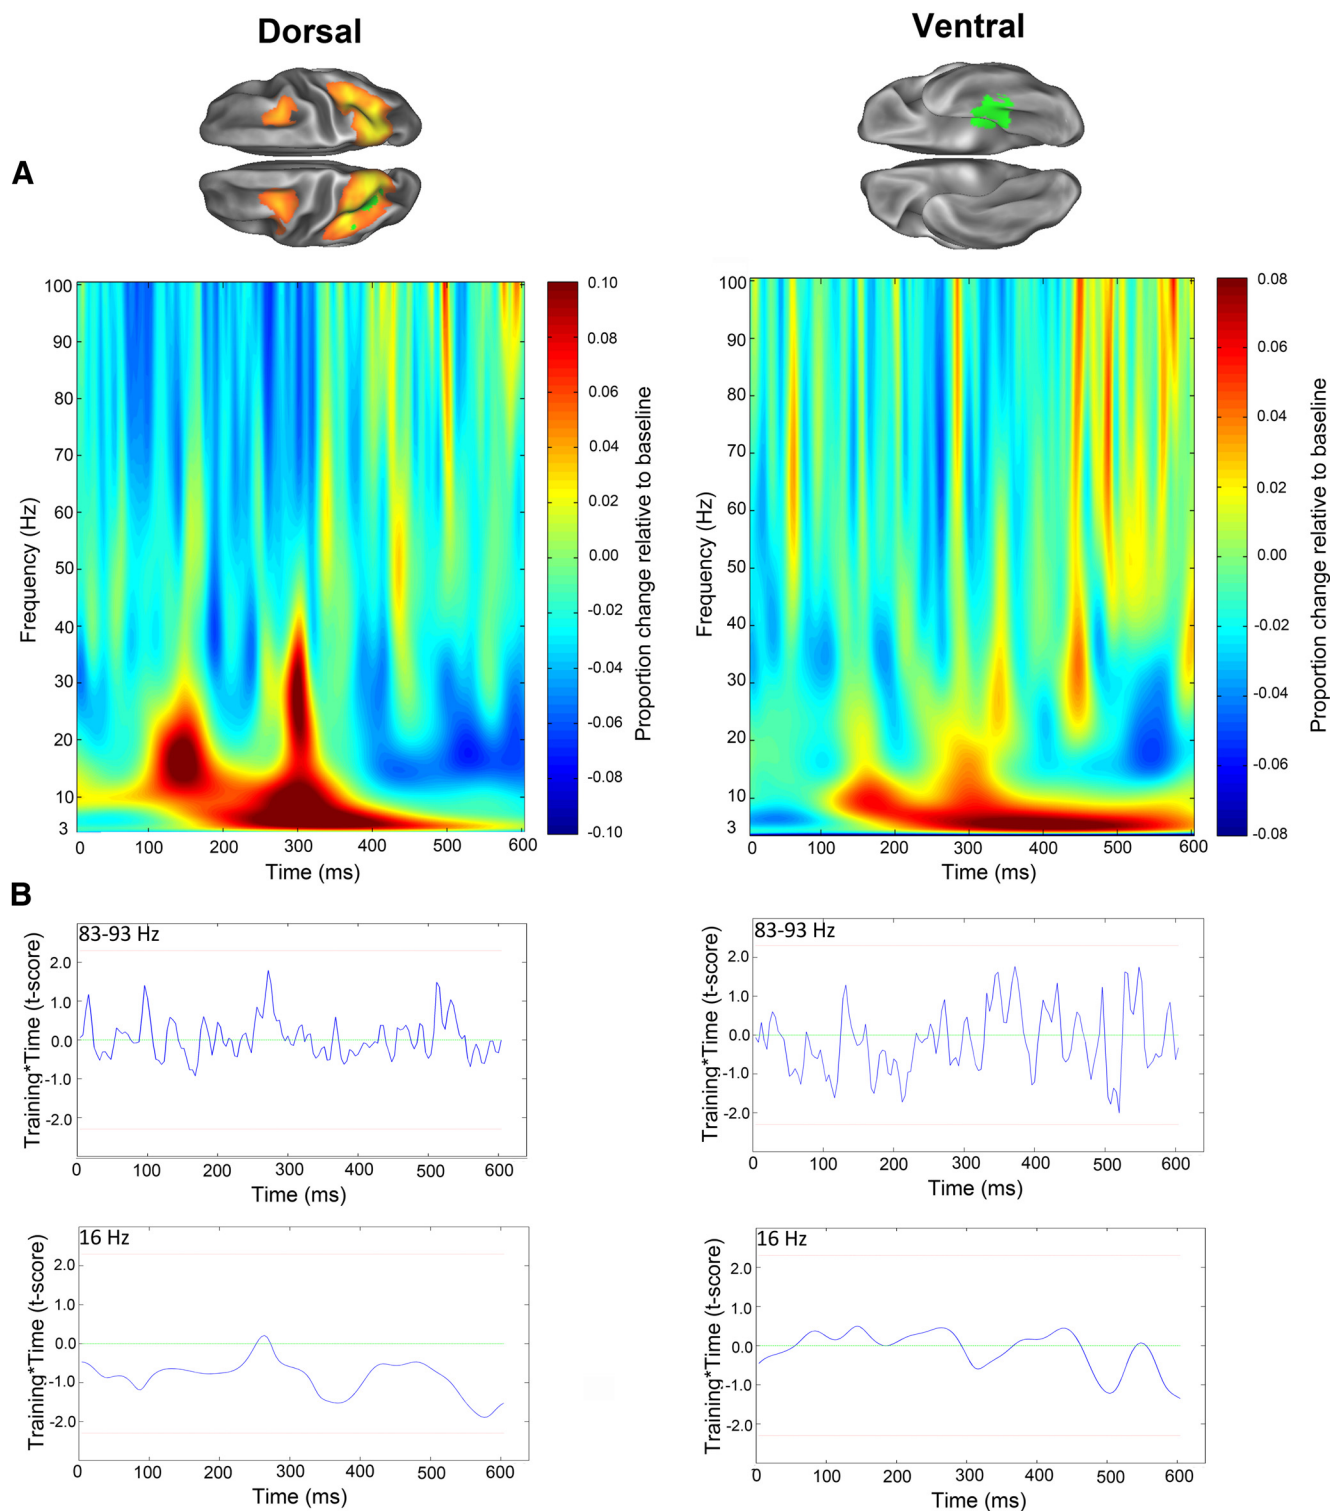 Dorsal
Ventral
A
100
90
80
70
60
50
40
30
20
10
3
Frequency (Hz)
0 100 200 300 400 500 600
Time (ms)
0.10
0.08
0.06
0.04
0.02
0.00
-0.02
-0.04
-0.06
-0.08
-0.10
Proportion change relative to baseline
100
90
80
70
60
50
40
30
20
10
3
Frequency (Hz)
0 100 200 300 400 500 600
Time (ms)
0.08
0.06
0.04
0.02
0.00
-0.02
-0.04
-0.06
-0.08
Proportion change relative to baseline
B
83-93 Hz
2.0
1.0
0.0
-1.0
-2.0
Training*Time (t-score)
0 100 200 300 400 500 600
Time (ms)
83-93 Hz
2.0
1.0
0.0
-1.0
-2.0
Training*Time (t-score)
0 100 200 300 400 500 600
Time (ms)
16 Hz
2.0
1.0
0.0
-1.0
-2.0
Training*Time (t-score)
0 100 200 300 400 500 600
Time (ms)
16 Hz
2.0
1.0
0.0
-1.0
-2.0
Training*Time (t-score)
0 100 200 300 400 500 600
Time (ms)